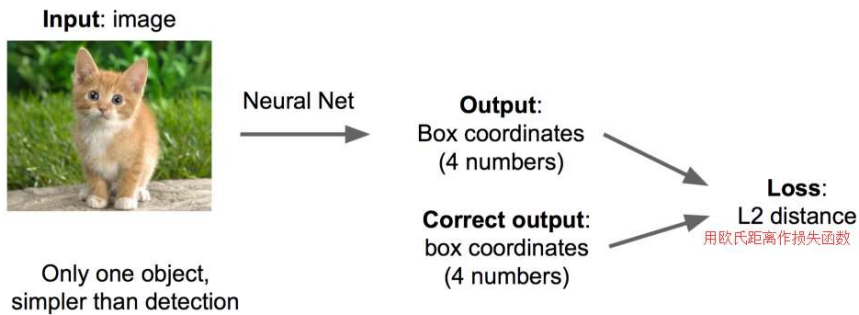 Input: image
Neural Net
Output:
Box coordinates
(4 numbers)
Correct output:
box coordinates
(4 numbers)
Loss:
L2 distance
用欧氏距离作损失函数
Only one object,
simpler than detection